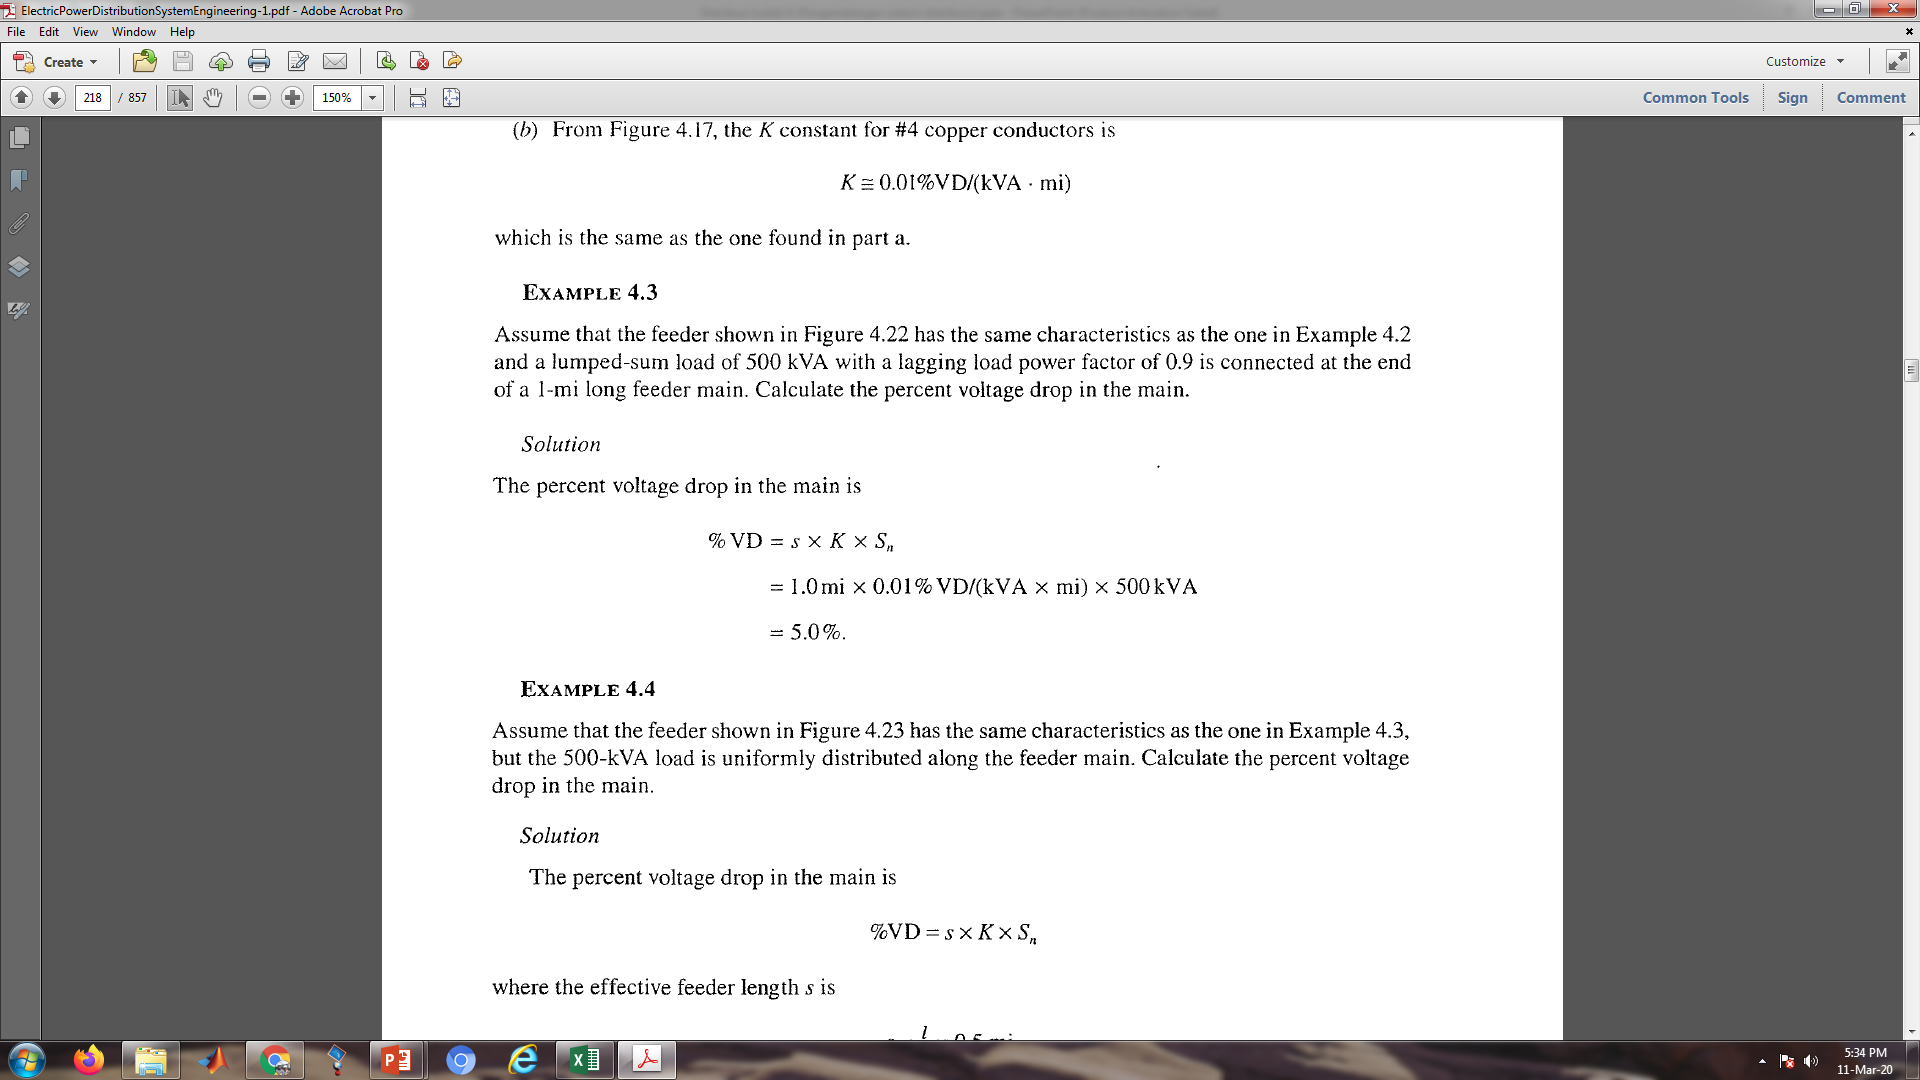 ElectricPowerDistributionSystemEngineering-1.pdf - Adobe Acrobat Pro
File Edit View Window Help
Create
Customize
218 / 857
150%
Common Tools Sign Comment
(b) From Figure 4.17, the K constant for #4 copper conductors is
K ≅ 0.01%VD/(kVA · mi)
which is the same as the one found in part a.
EXAMPLE 4.3
Assume that the feeder shown in Figure 4.22 has the same characteristics as the one in Example 4.2
and a lumped-sum load of 500 kVA with a lagging load power factor of 0.9 is connected at the end
of a 1-mi long feeder main. Calculate the percent voltage drop in the main.
Solution
The percent voltage drop in the main is
% VD = s × K × Sₙ
= 1.0 mi × 0.01% VD/(kVA × mi) × 500 kVA
= 5.0%.
EXAMPLE 4.4
Assume that the feeder shown in Figure 4.23 has the same characteristics as the one in Example 4.3,
but the 500-kVA load is uniformly distributed along the feeder main. Calculate the percent voltage
drop in the main.
Solution
The percent voltage drop in the main is
%VD = s × K × Sₙ
where the effective feeder length s is
5:34 PM
11-Mar-20